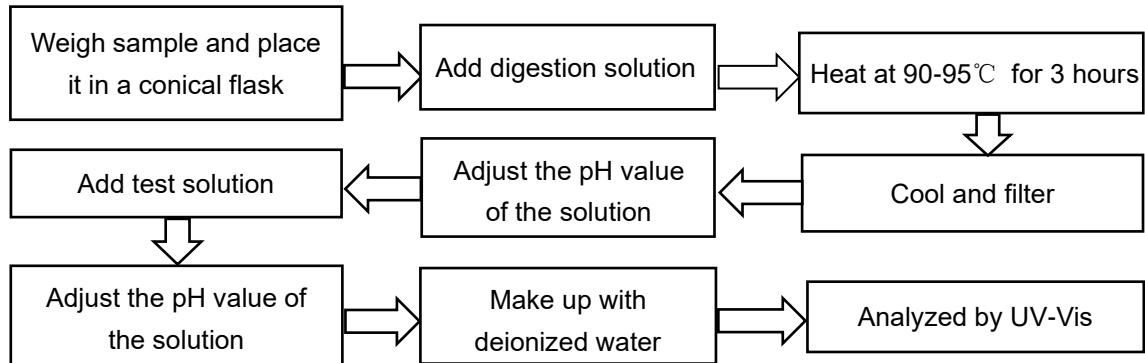 Weigh sample and place
it in a conical flask
Add digestion solution
Heat at 90-95℃ for 3 hours
Cool and filter
Adjust the pH value
of the solution
Add test solution
Adjust the pH value of
the solution
Make up with
deionized water
Analyzed by UV-Vis